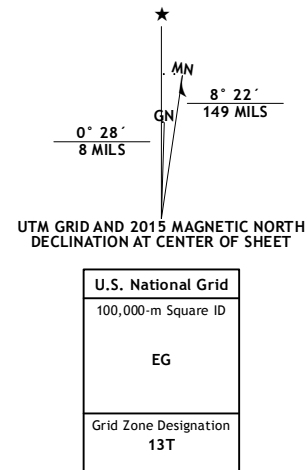 MN
GN
8° 22´
149 MILS
0° 28´
8 MILS
UTM GRID AND 2015 MAGNETIC NORTH
DECLINATION AT CENTER OF SHEET
U.S. National Grid
100,000-m Square ID
EG
Grid Zone Designation
13T